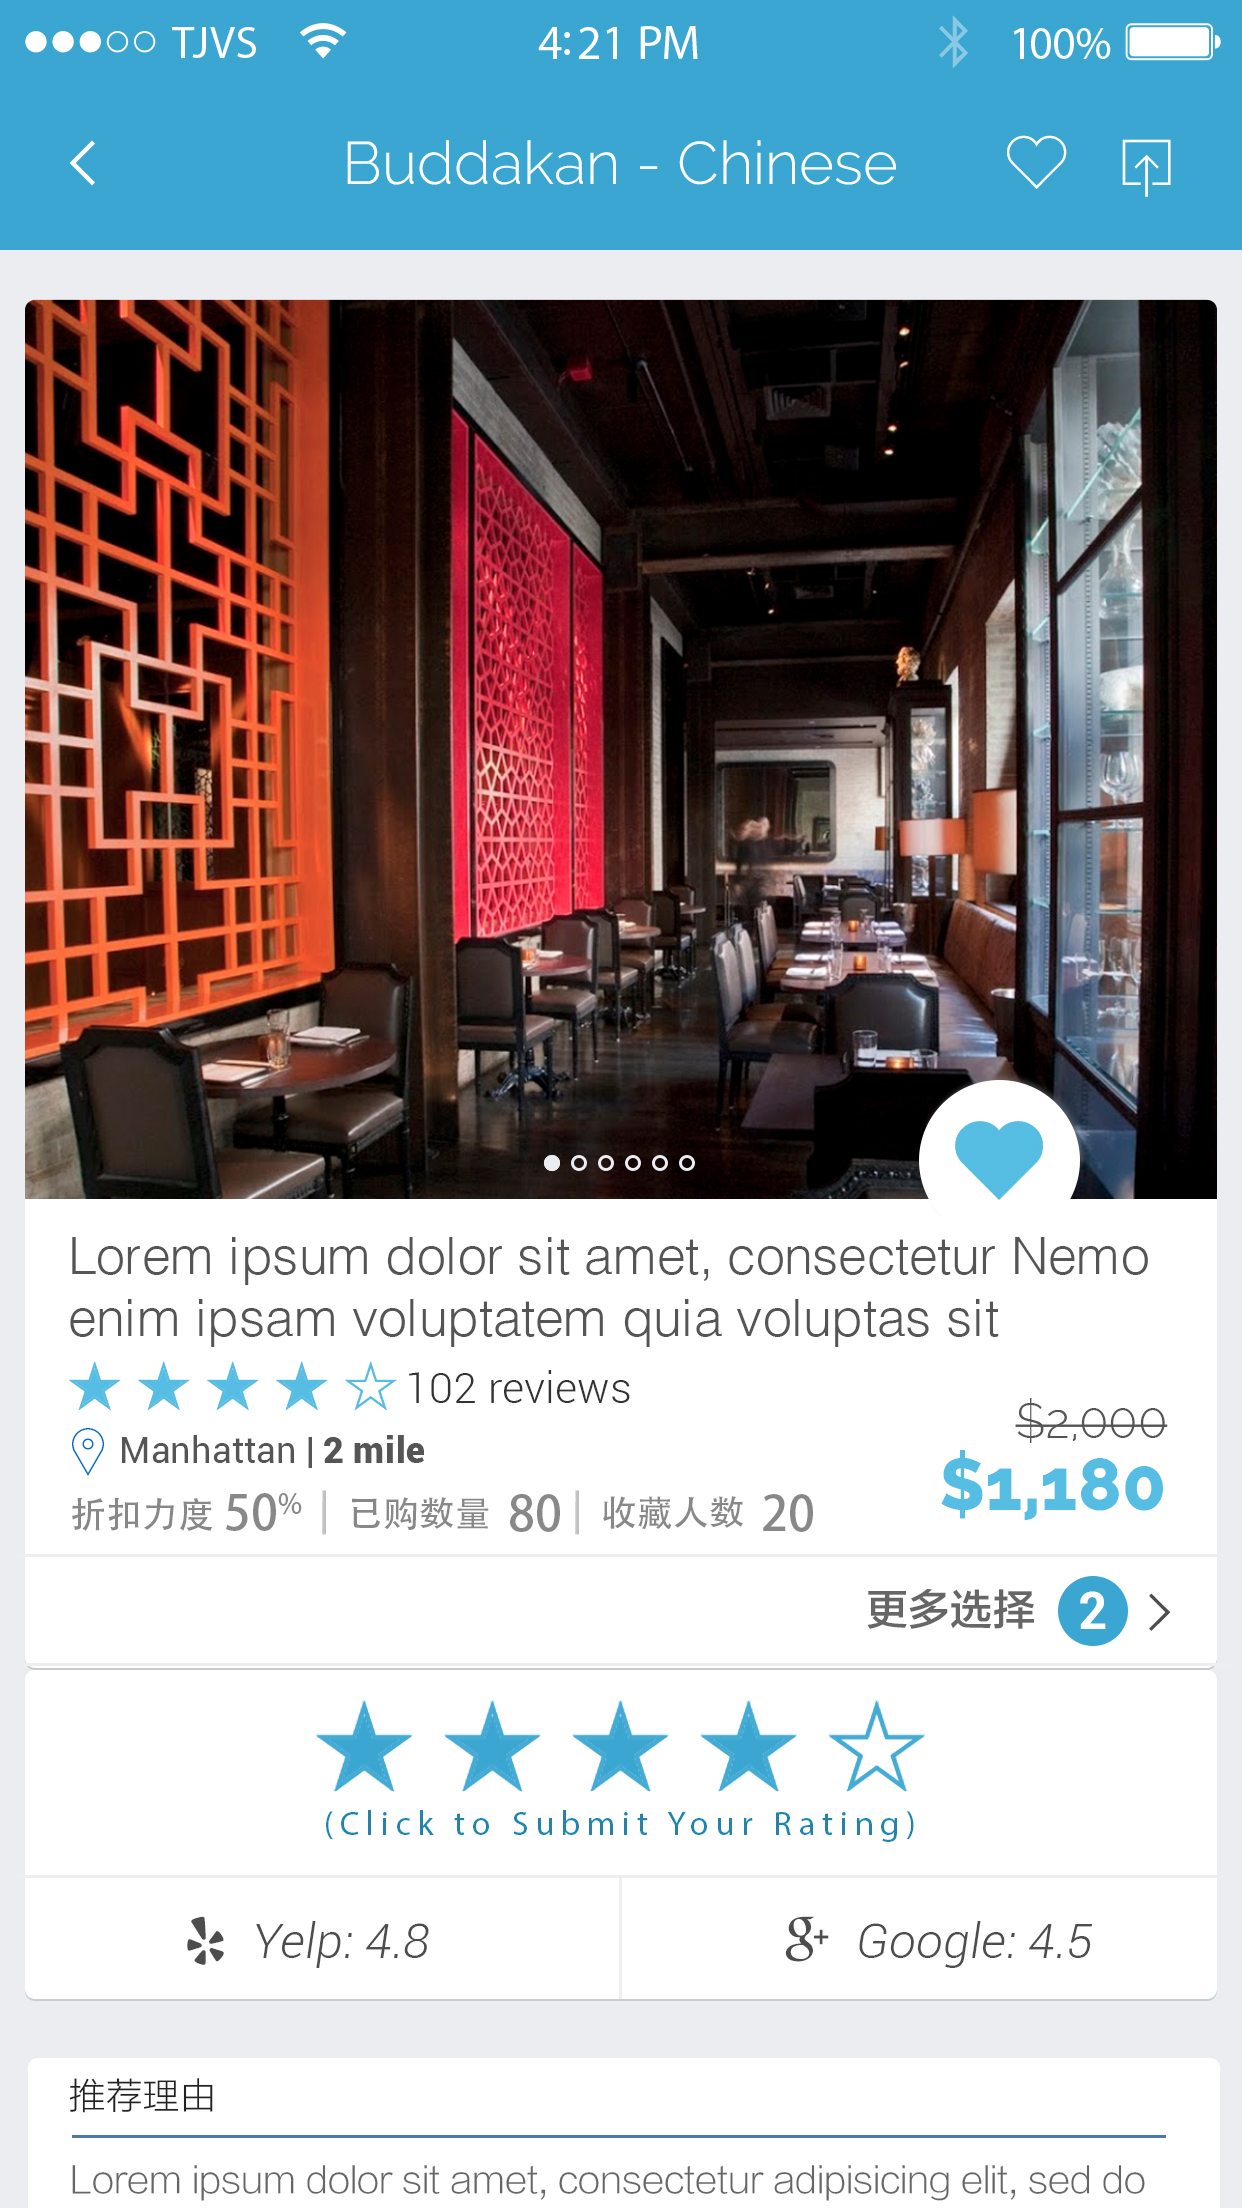 TJVS 4:21 PM 100%
Buddakan - Chinese
Lorem ipsum dolor sit amet, consectetur Nemo
enim ipsam voluptatem quia voluptas sit
102 reviews
$2,000
Manhattan | 2 mile
$1,180
折扣力度 50% | 已购数量 80 | 收藏人数 20
更多选择 2
(Click to Submit Your Rating)
Yelp: 4.8
g+ Google: 4.5
推荐理由
Lorem ipsum dolor sit amet, consectetur adipisicing elit, sed do